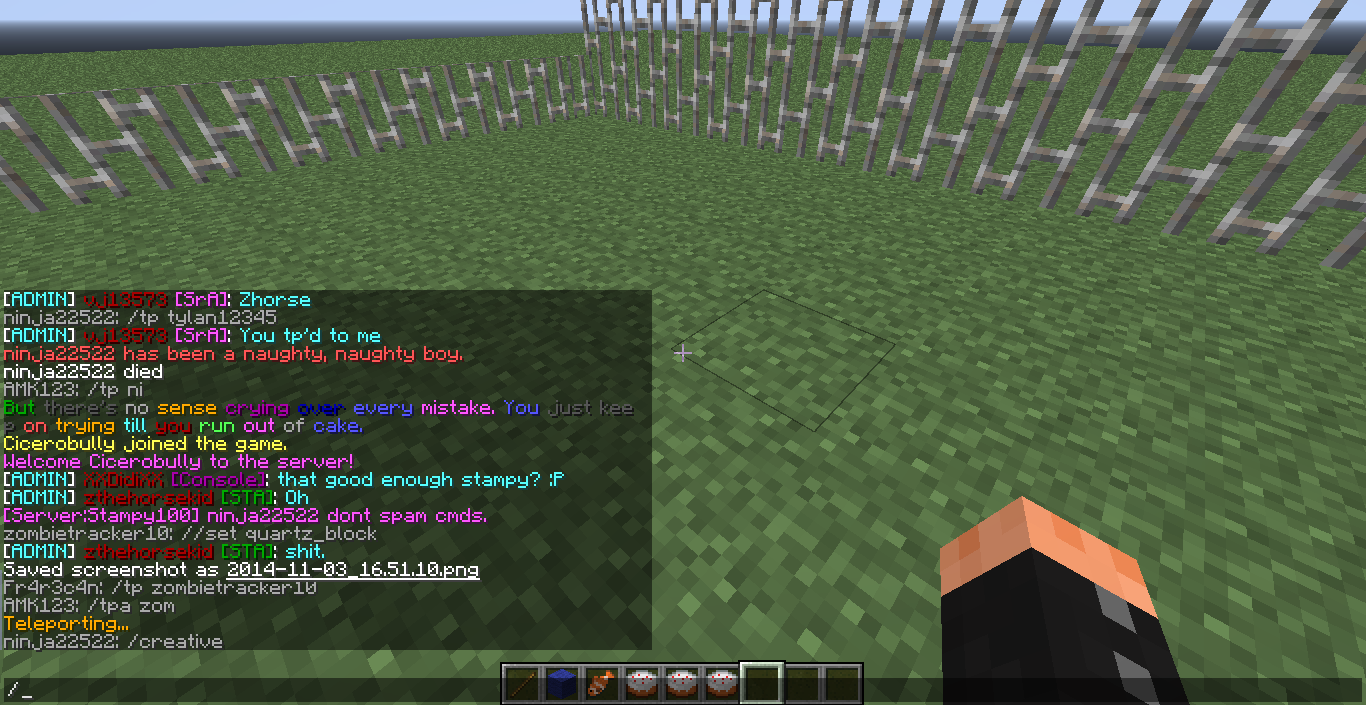 [ADMIN] vj13573 [SrA]: Zhorse
ninja22522: /tp tylan12345
[ADMIN] vj13573 [SrA]: You tp'd to me
ninja22522 has been a naughty, naughty boy.
ninja22522 died
AMK123: /tp ni
But there's no sense crying over every mistake. You just kee
p on trying till you run out of cake.
Cicerobully joined the game.
Welcome Cicerobully to the server!
[ADMIN] XXDidiXX [Console]: that good enough stampy? :P
[ADMIN] zthehorsekid [STA]: Oh
[Server:Stampy100] ninja22522 dont spam cmds.
zombietracker10: //set quartz_block
[ADMIN] zthehorsekid [STA]: shit.
Saved screenshot as 2014-11-03_16.51.10.png
Fr4r3c4n: /tp zombietracker10
AMK123: /tpa zom
Teleporting...
ninja22522: /creative
/_